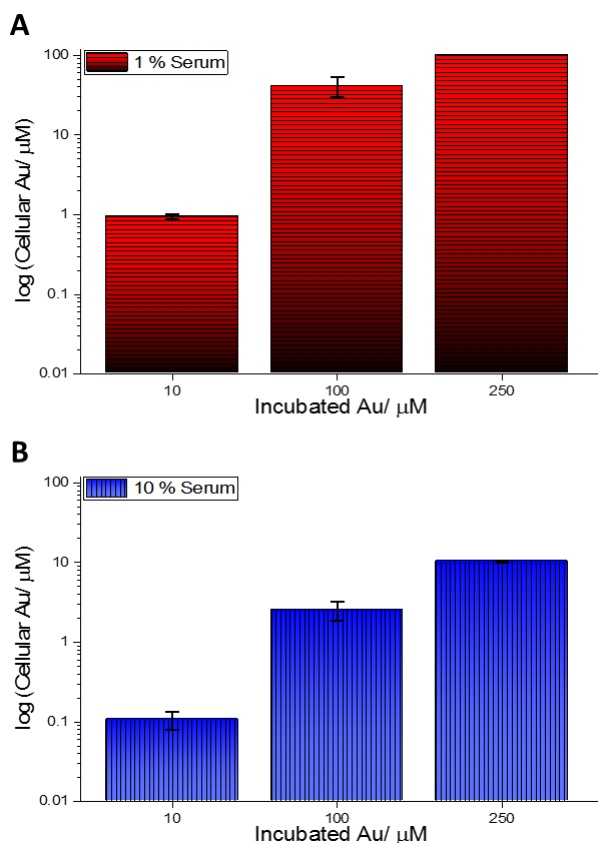 A
1 % Serum
100
10
1
0.1
0.01
log (Cellular Au/ μM)
10 100 250
Incubated Au/ μM
B
10 % Serum
100
10
1
0.1
0.01
log (Cellular Au/ μM)
10 100 250
Incubated Au/ μM